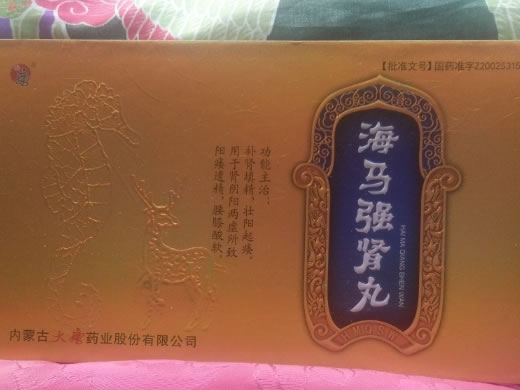 【批准文号】国药准字Z20025315
海马强肾丸
HAI MA QIANG SHEN WAN
功能主治：
补肾填精，壮阳起痿。
用于肾阴阳两虚所致
阳痿遗精，腰膝酸软。
内蒙古大唐药业股份有限公司
HMQSW